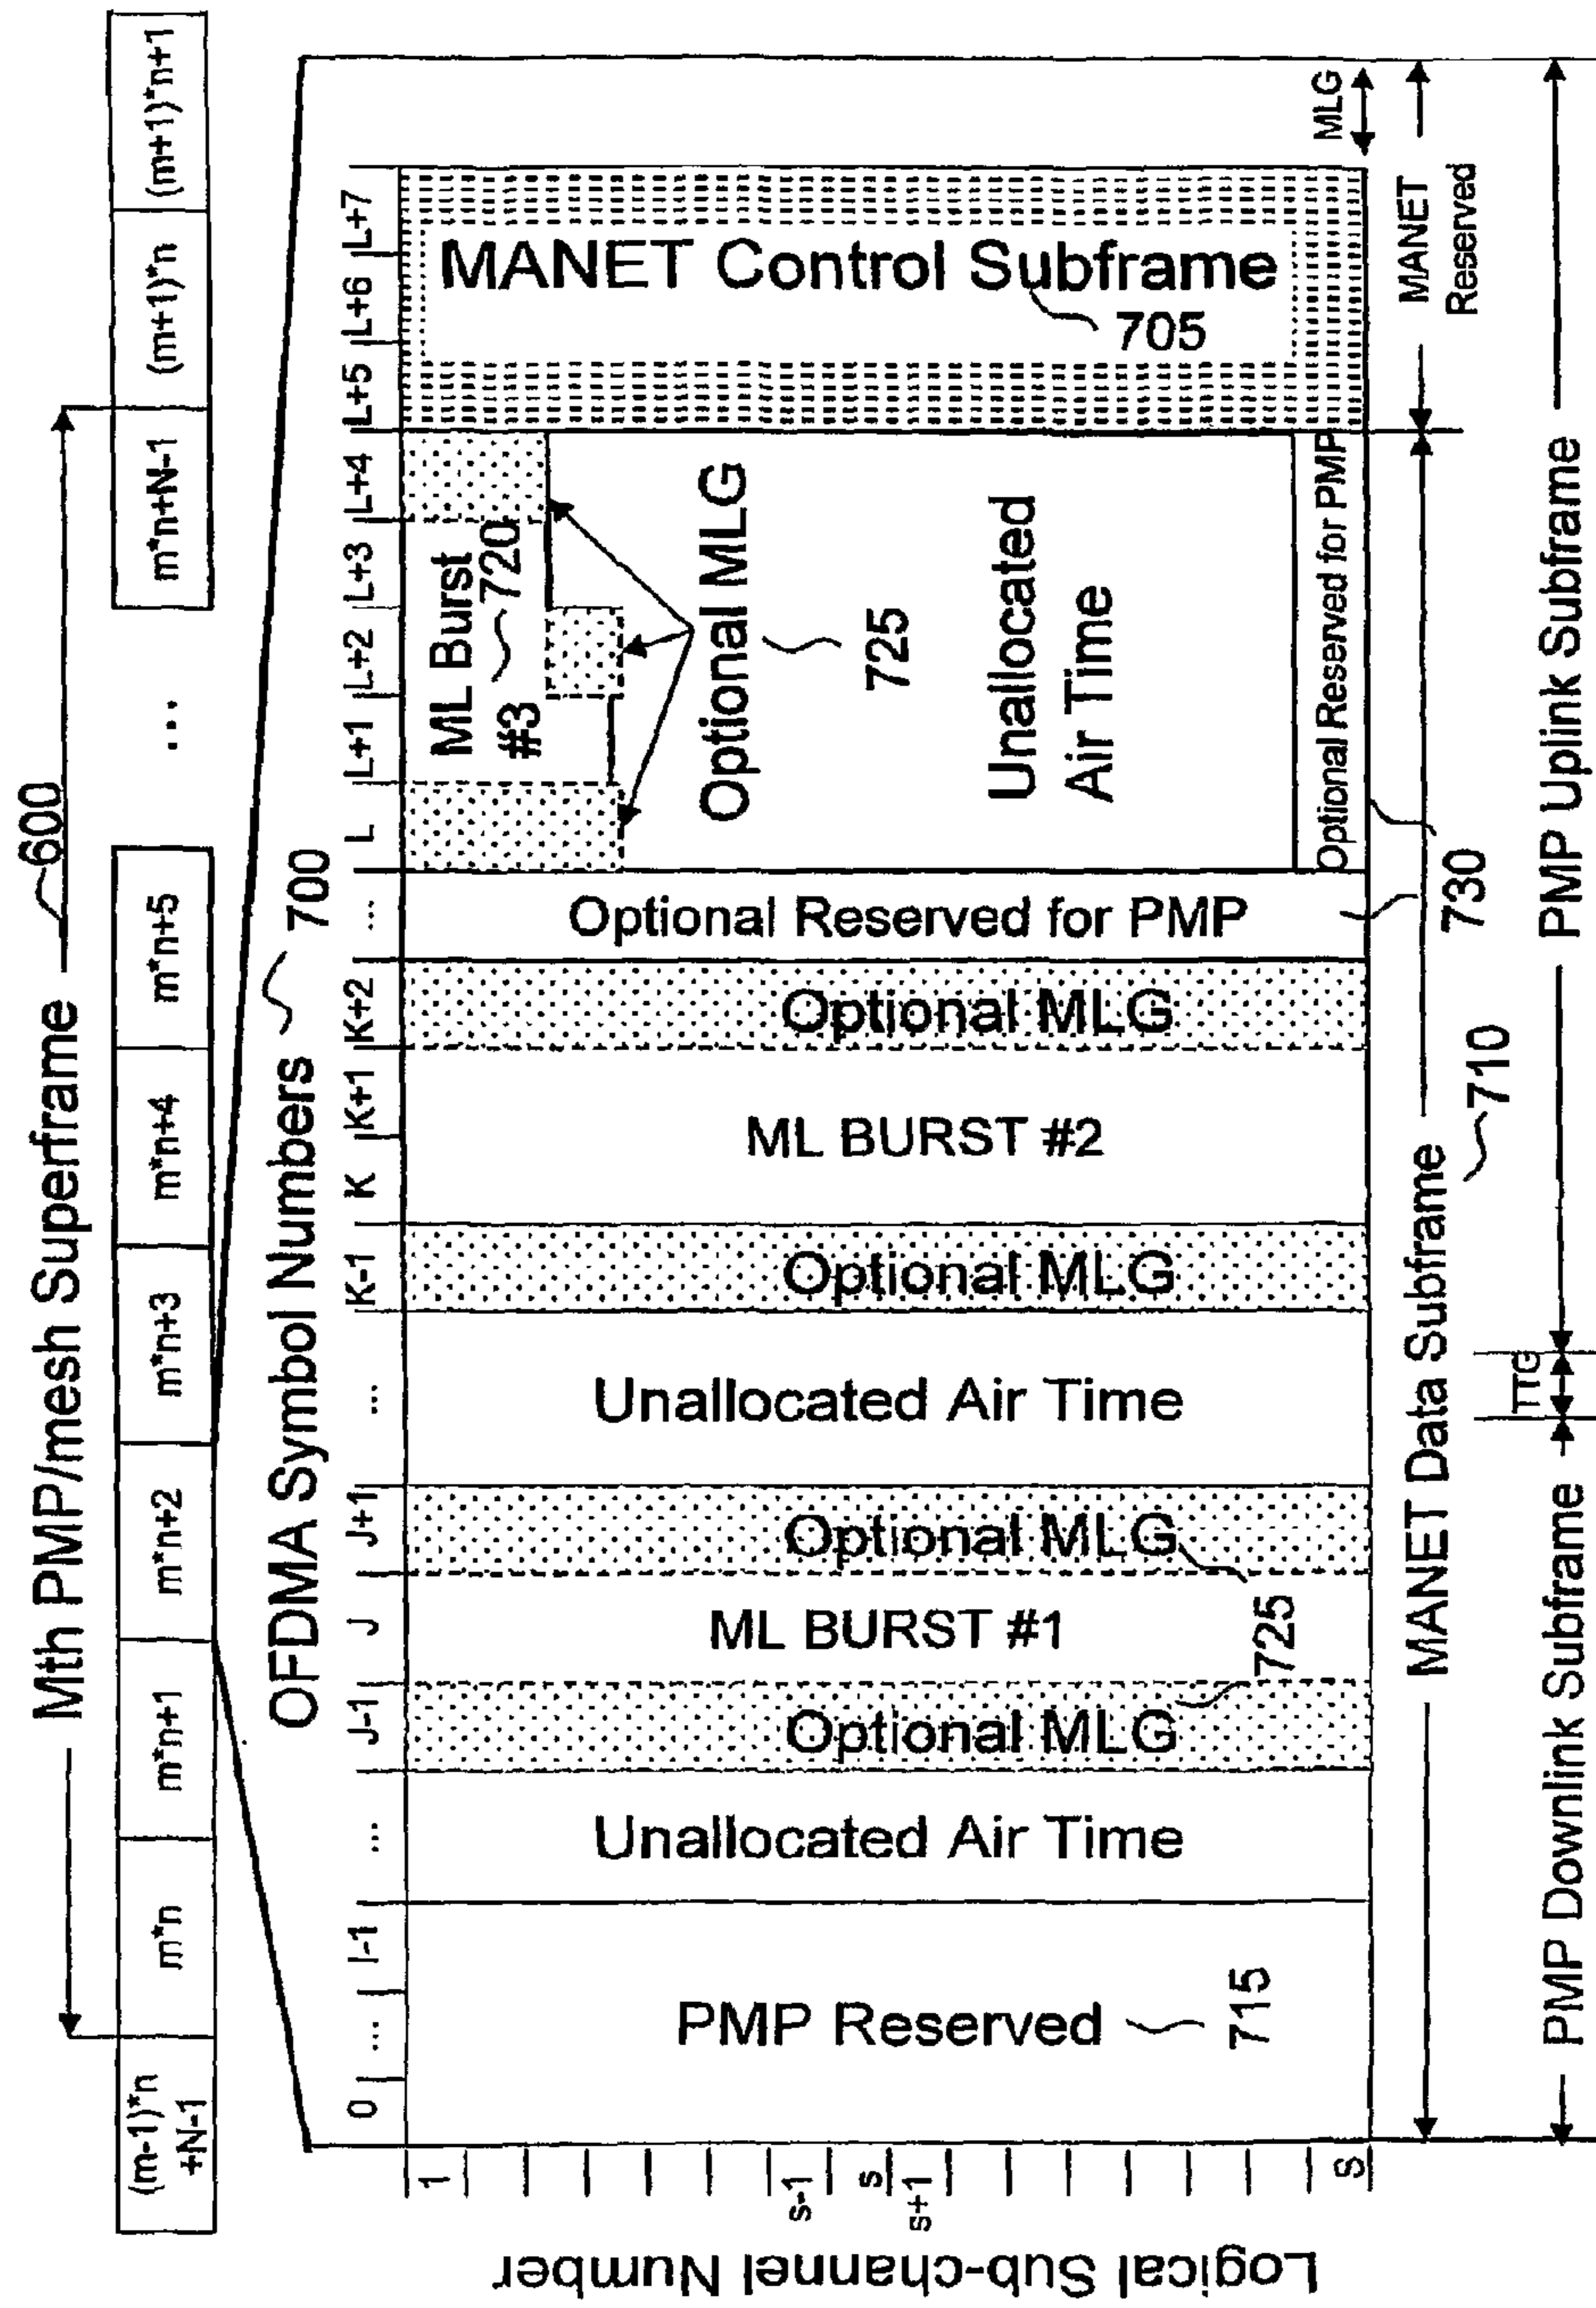 Mth PMP/mesh Superframe
600
(m-1)*n
+N-1
m*n
m*n+1
m*n+2
m*n+3
m*n+4
m*n+5
...
m*n+N-1
(m+1)*n
(m+1)*n+1
OFDMA Symbol Numbers
700
0
...
I-1
...
J-1
J
J+1
...
K-1
K
K+1
K+2
...
L
L+1
L+2
L+3
L+4
L+5
L+6
L+7
Logical Sub-channel Number
1
s-1
s
s+1
S
PMP Reserved
715
Unallocated Air Time
Optional MLG
ML BURST #1
725
Optional MLG
Unallocated Air Time
Optional MLG
ML BURST #2
Optional MLG
Optional Reserved for PMP
ML Burst
#3
720
Optional MLG
725
Unallocated
Air Time
Optional Reserved for PMP
730
MANET Control Subframe
705
MLG
MANET Data Subframe
710
MANET
Reserved
TTG
PMP Downlink Subframe
PMP Uplink Subframe